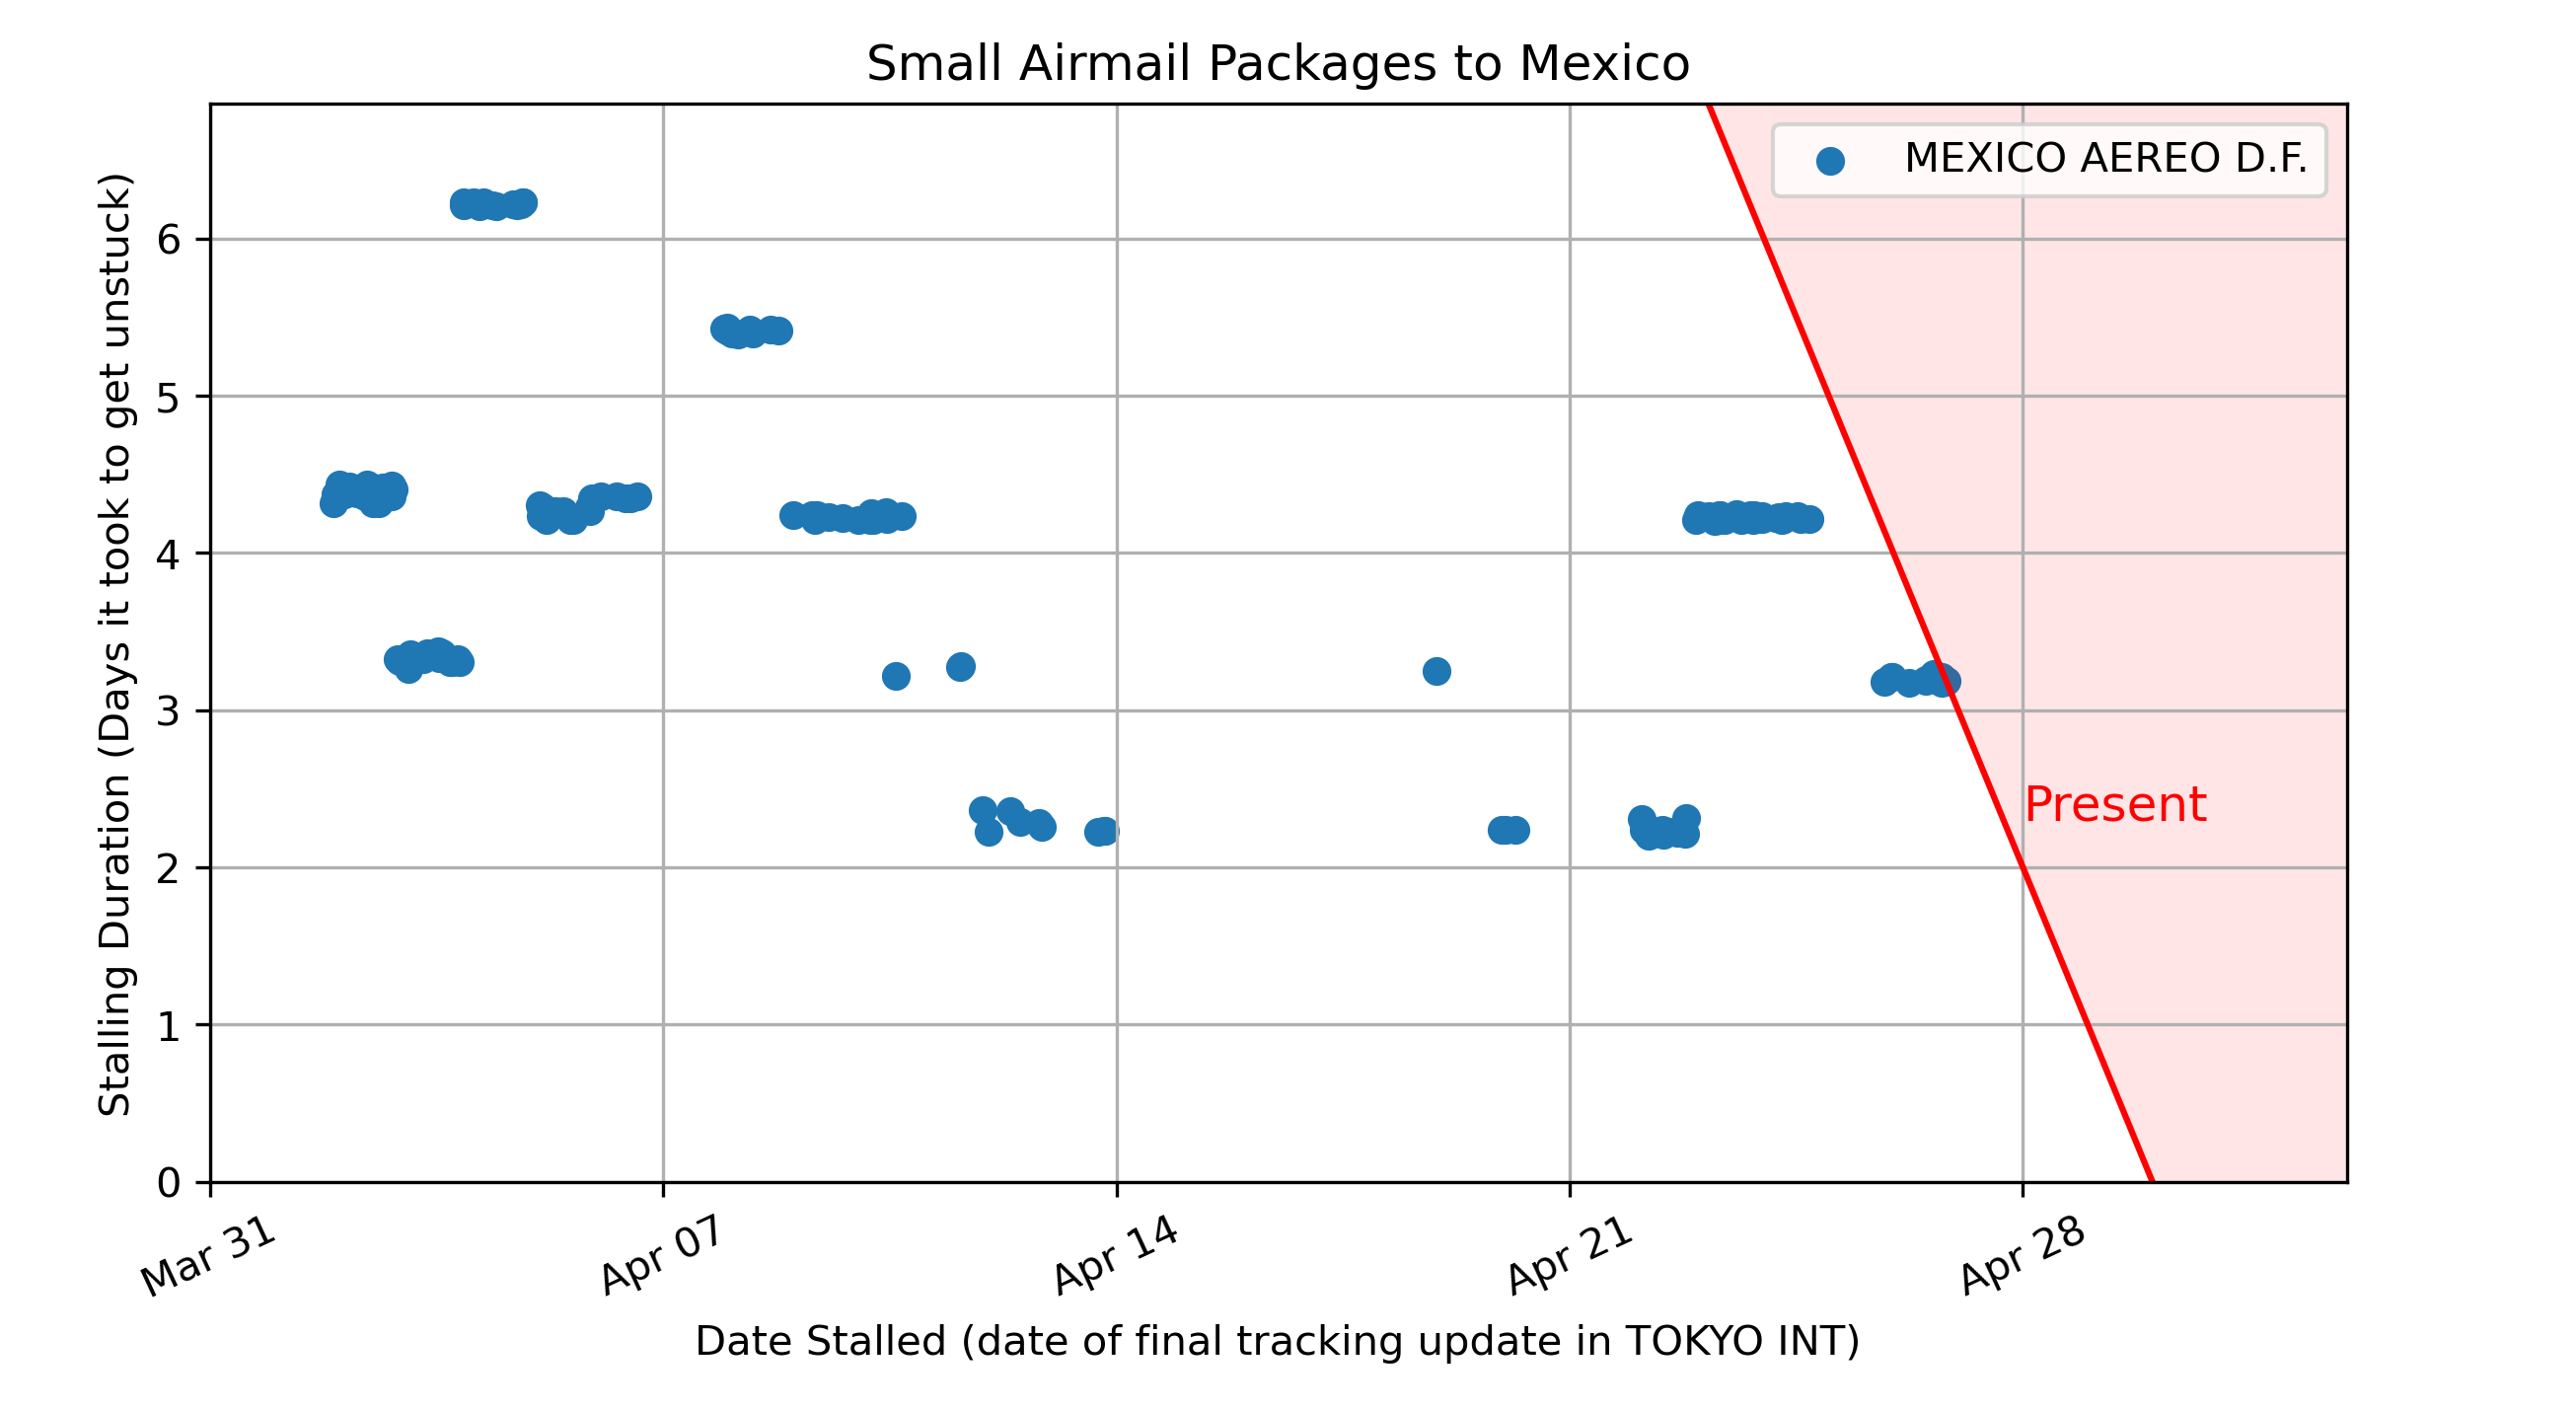 Small Airmail Packages to Mexico
MEXICO AEREO D.F.
Stalling Duration (Days it took to get unstuck)
6
5
4
3
2
1
0
Present
Mar 31
Apr 07
Apr 14
Apr 21
Apr 28
Date Stalled (date of final tracking update in TOKYO INT)